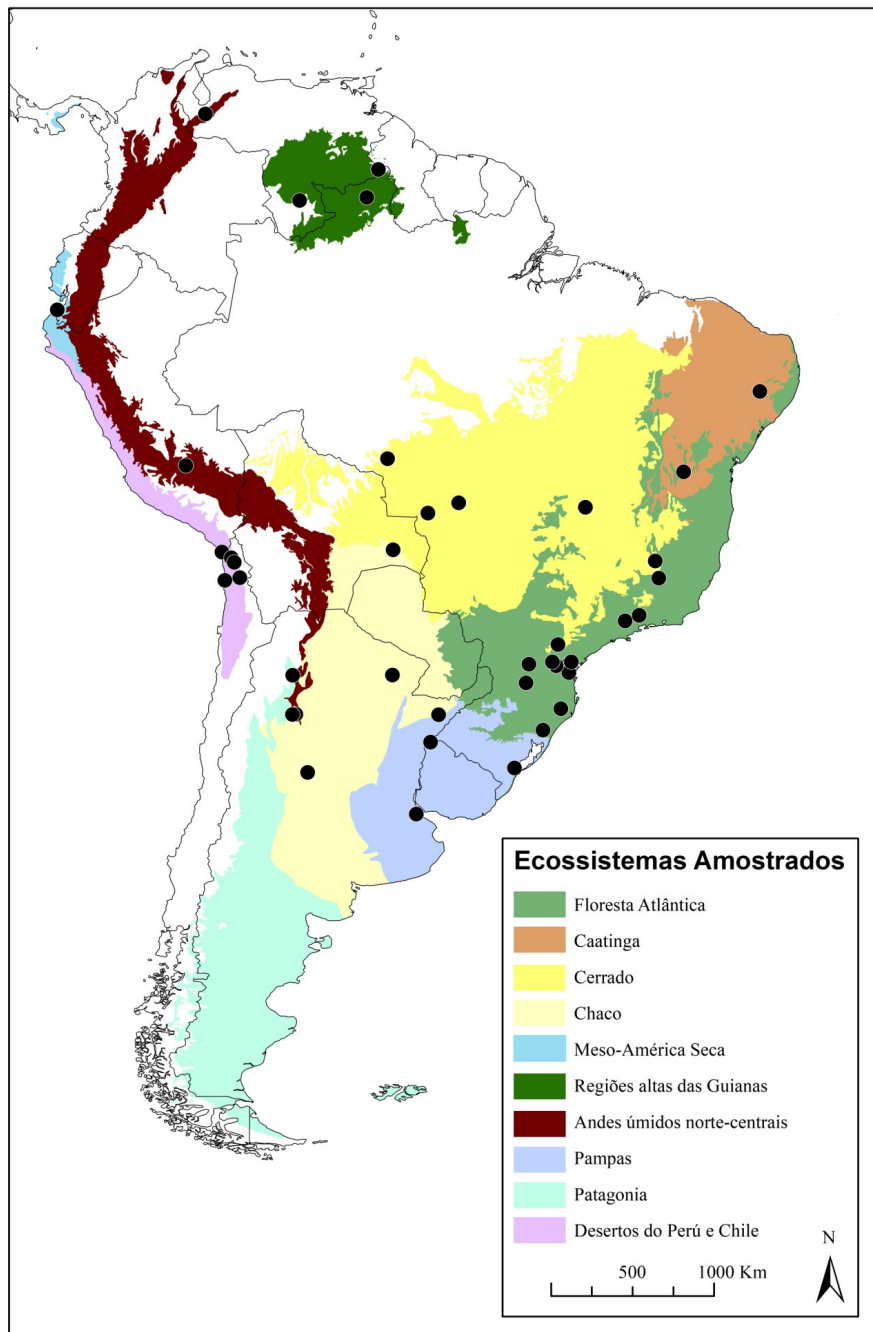 Ecossistemas Amostrados
Floresta Atlântica
Caatinga
Cerrado
Chaco
Meso-América Seca
Regiões altas das Guianas
Andes úmidos norte-centrais
Pampas
Patagonia
Desertos do Perú e Chile
N
500 1000 Km